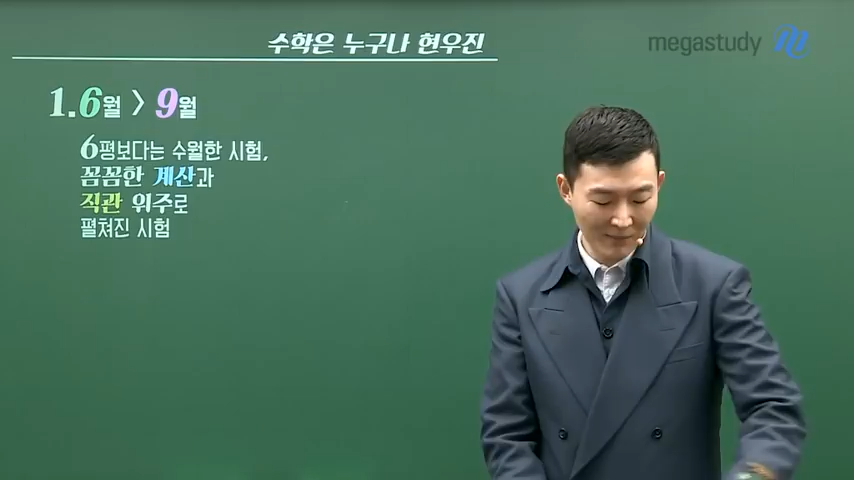 수학은 누구나 현우진
megastudy
1.6월 > 9월
6평보다는 수월한 시험,
꼼꼼한 계산과
직관 위주로
펼쳐진 시험